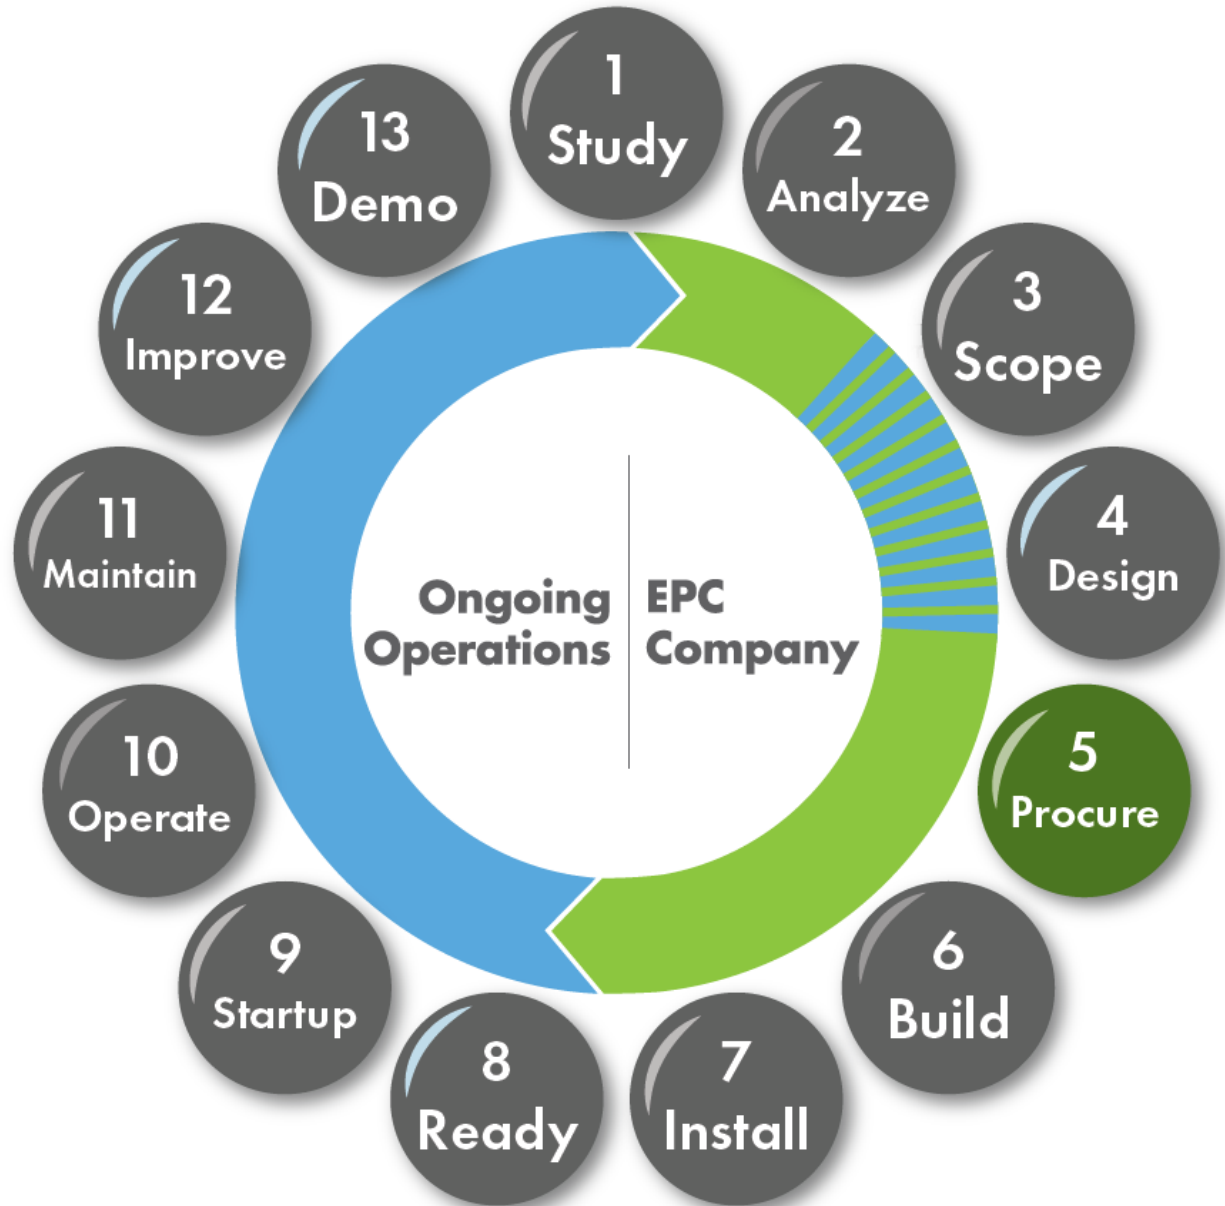 1
Study
2
Analyze
3
Scope
4
Design
5
Procure
6
Build
7
Install
8
Ready
9
Startup
10
Operate
11
Maintain
12
Improve
13
Demo
Ongoing
Operations
EPC
Company